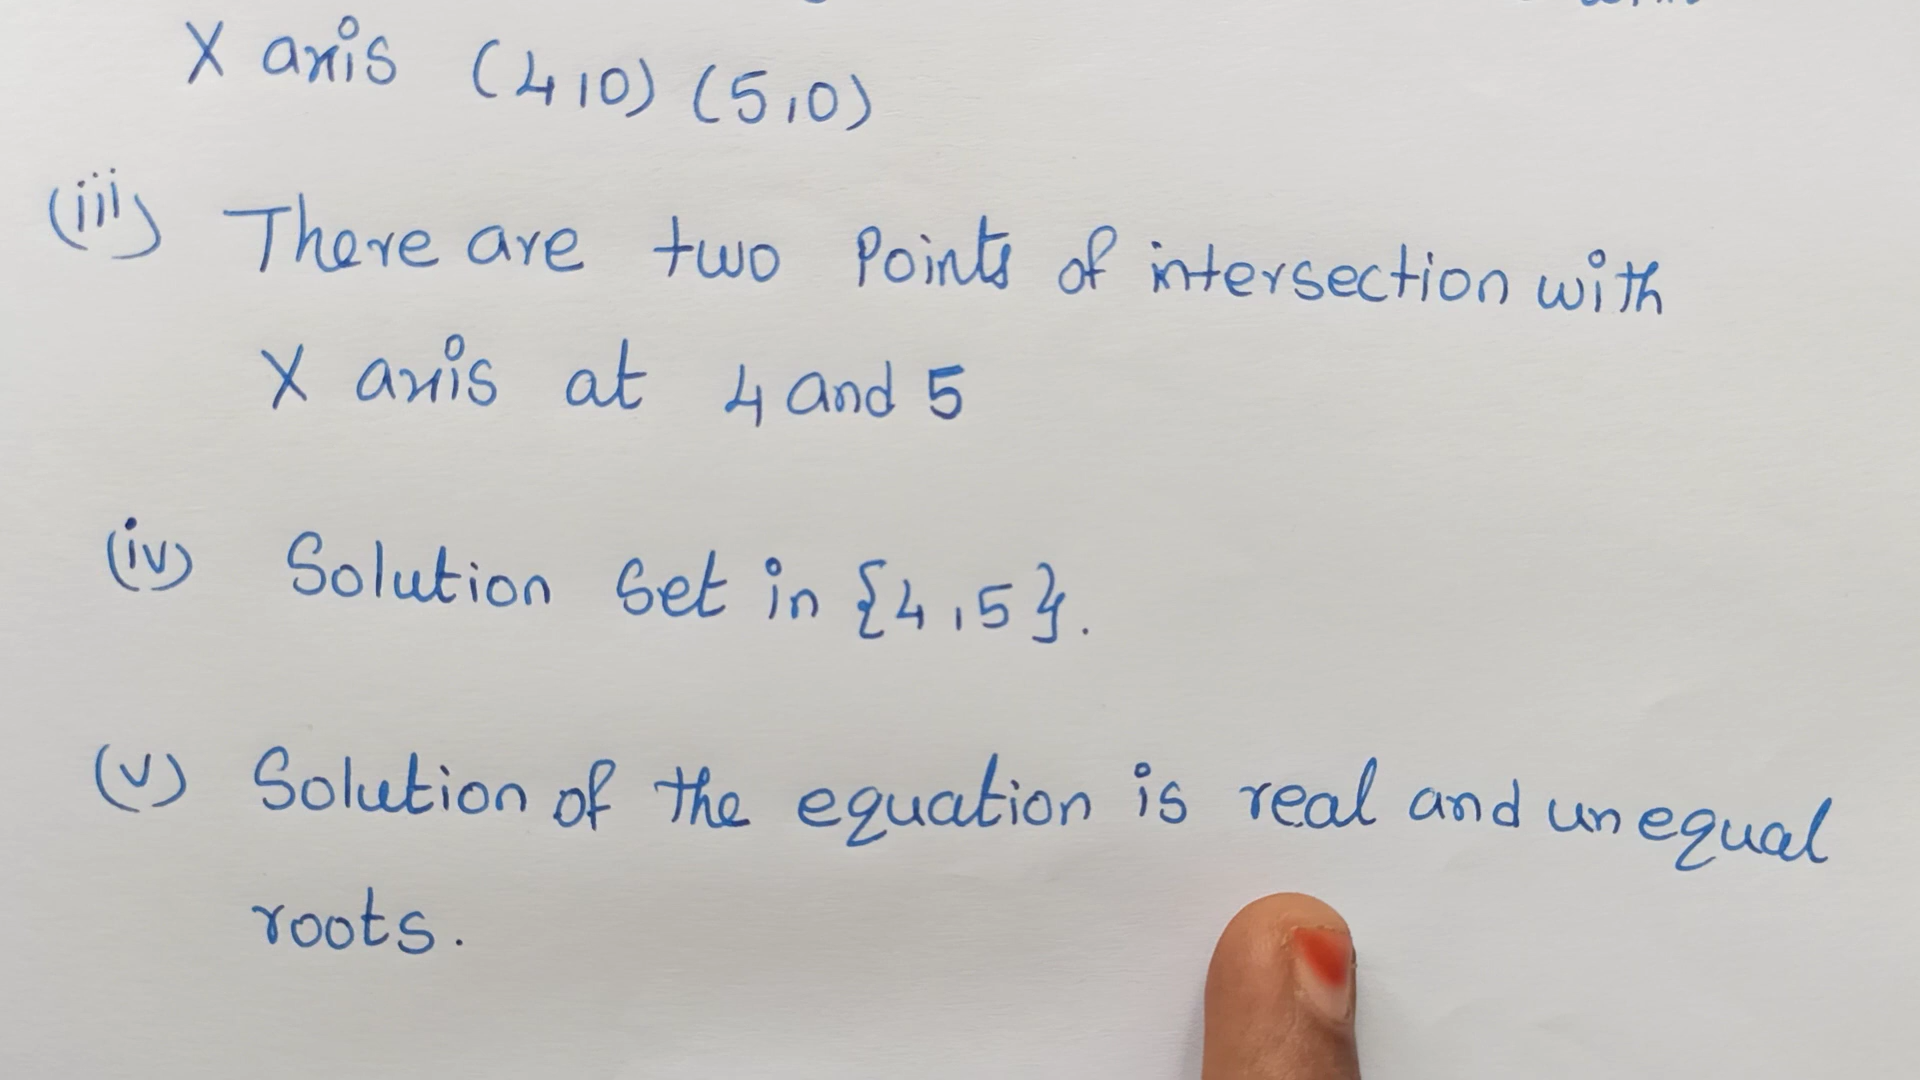 X axis (4,0) (5,0)
(iii) There are two Points of intersection with
X axis at 4 and 5
(iv) Solution Set in {4,5}.
(v) Solution of the equation is real and unequal
roots.